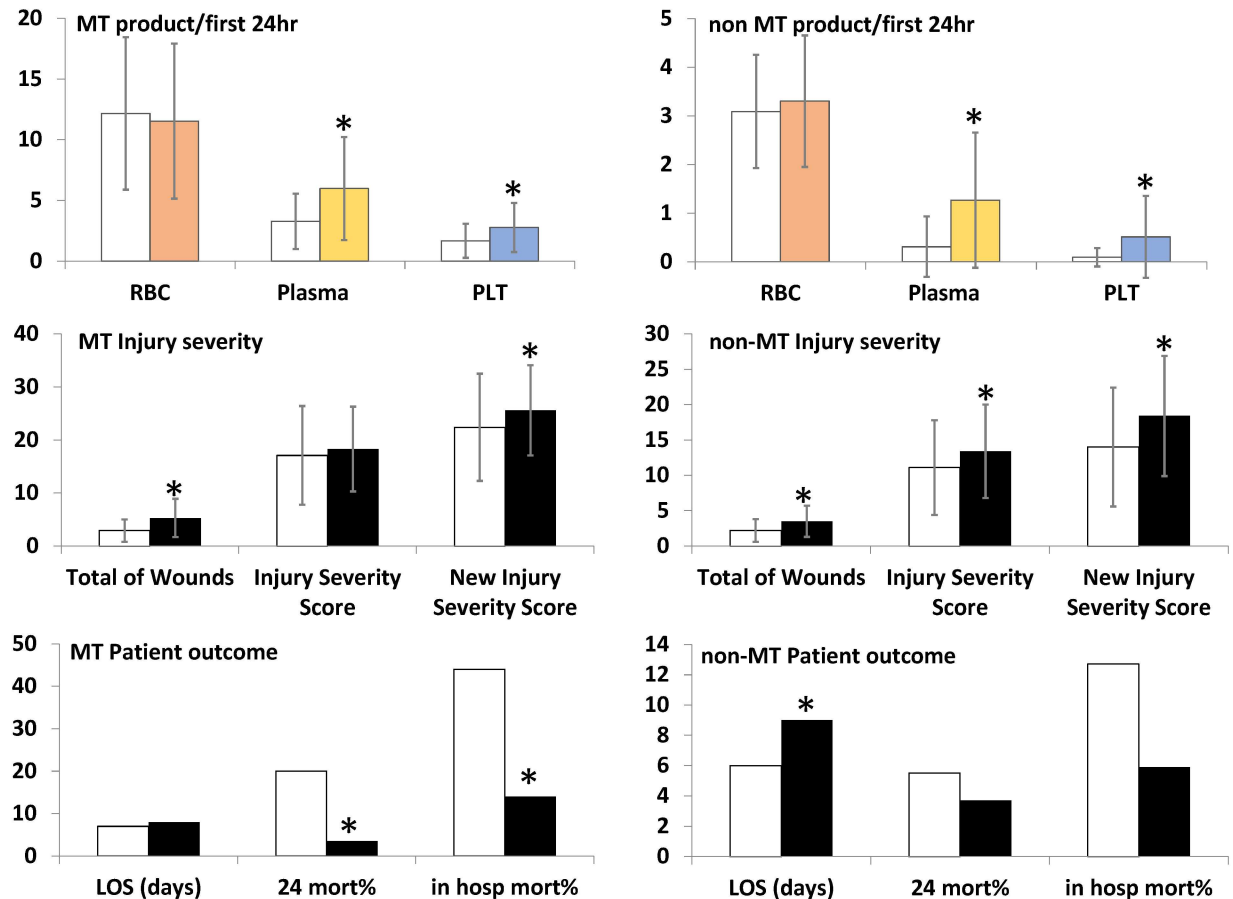 MT product/first 24hr
20
15
10
5
0
*
*
RBC
Plasma
PLT
non MT product/first 24hr
5
4
3
2
1
0
*
*
RBC
Plasma
PLT
MT Injury severity
40
30
20
10
0
*
*
Total of Wounds
Injury Severity
Score
New Injury
Severity Score
non-MT Injury severity
30
25
20
15
10
5
0
*
*
*
Total of Wounds
Injury Severity
Score
New Injury
Severity Score
MT Patient outcome
50
40
30
20
10
0
*
*
LOS (days)
24 mort%
in hosp mort%
non-MT Patient outcome
14
12
10
8
6
4
2
0
*
LOS (days)
24 mort%
in hosp mort%